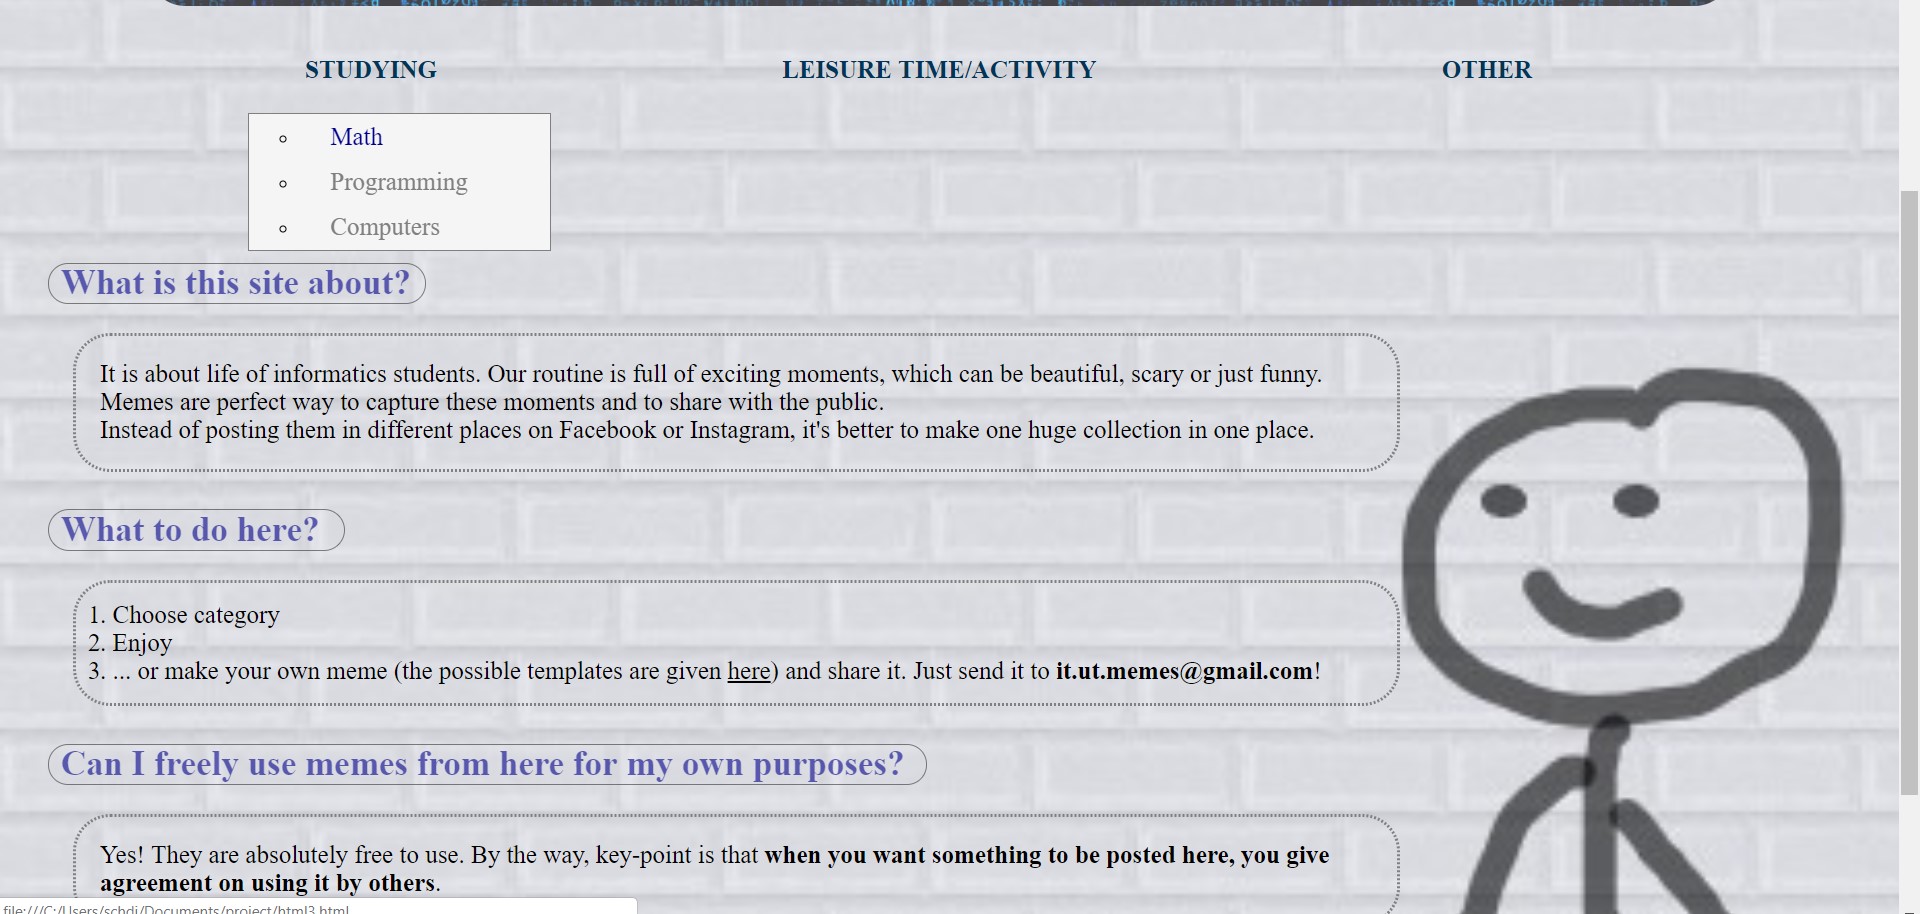 STUDYING LEISURE TIME/ACTIVITY OTHER
Math
Programming
Computers
What is this site about?
It is about life of informatics students. Our routine is full of exciting moments, which can be beautiful, scary or just funny.
Memes are perfect way to capture these moments and to share with the public.
Instead of posting them in different places on Facebook or Instagram, it's better to make one huge collection in one place.
What to do here?
1. Choose category
2. Enjoy
3. ... or make your own meme (the possible templates are given here) and share it. Just send it to it.ut.memes@gmail.com!
Can I freely use memes from here for my own purposes?
Yes! They are absolutely free to use. By the way, key-point is that when you want something to be posted here, you give
agreement on using it by others.
file:///C:/Users/schdi/Documents/project/html3.html